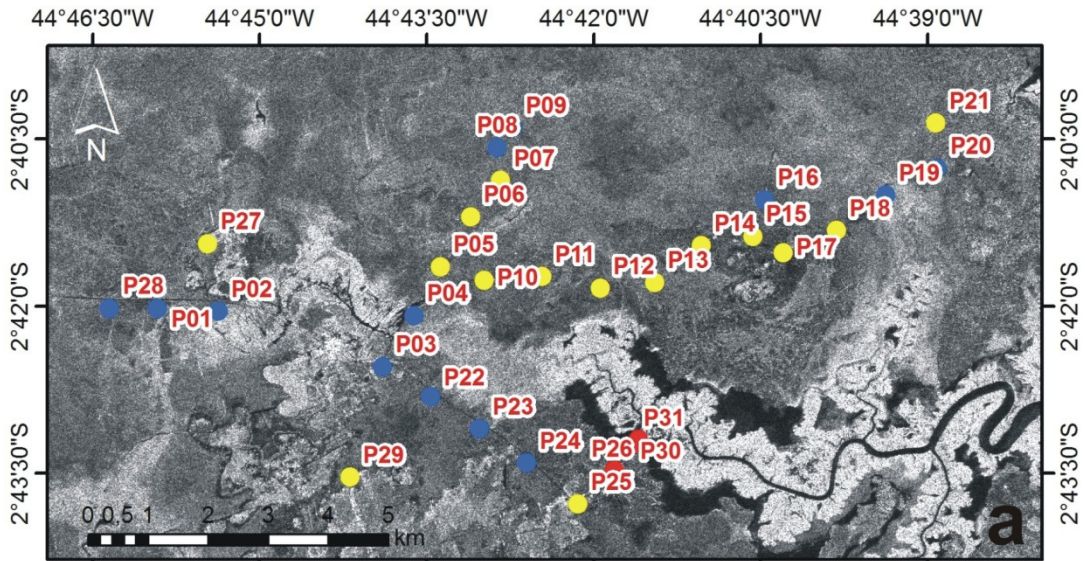 44°46'30"W 44°45'0"W 44°43'30"W 44°42'0"W 44°40'30"W 44°39'0"W
2°40'30"S 2°40'30"S
2°42'0"S 2°42'0"S
2°43'30"S 2°43'30"S
N
P09
P21
P08
P20
P07
P16
P19
P06
P15
P18
P14
P05
P27
P17
P11
P13
P10
P12
P04
P28
P02
P01
P03
P22
P23
P31
P24
P26
P30
P29
P25
0 0,5 1 2 3 4 5
km
a